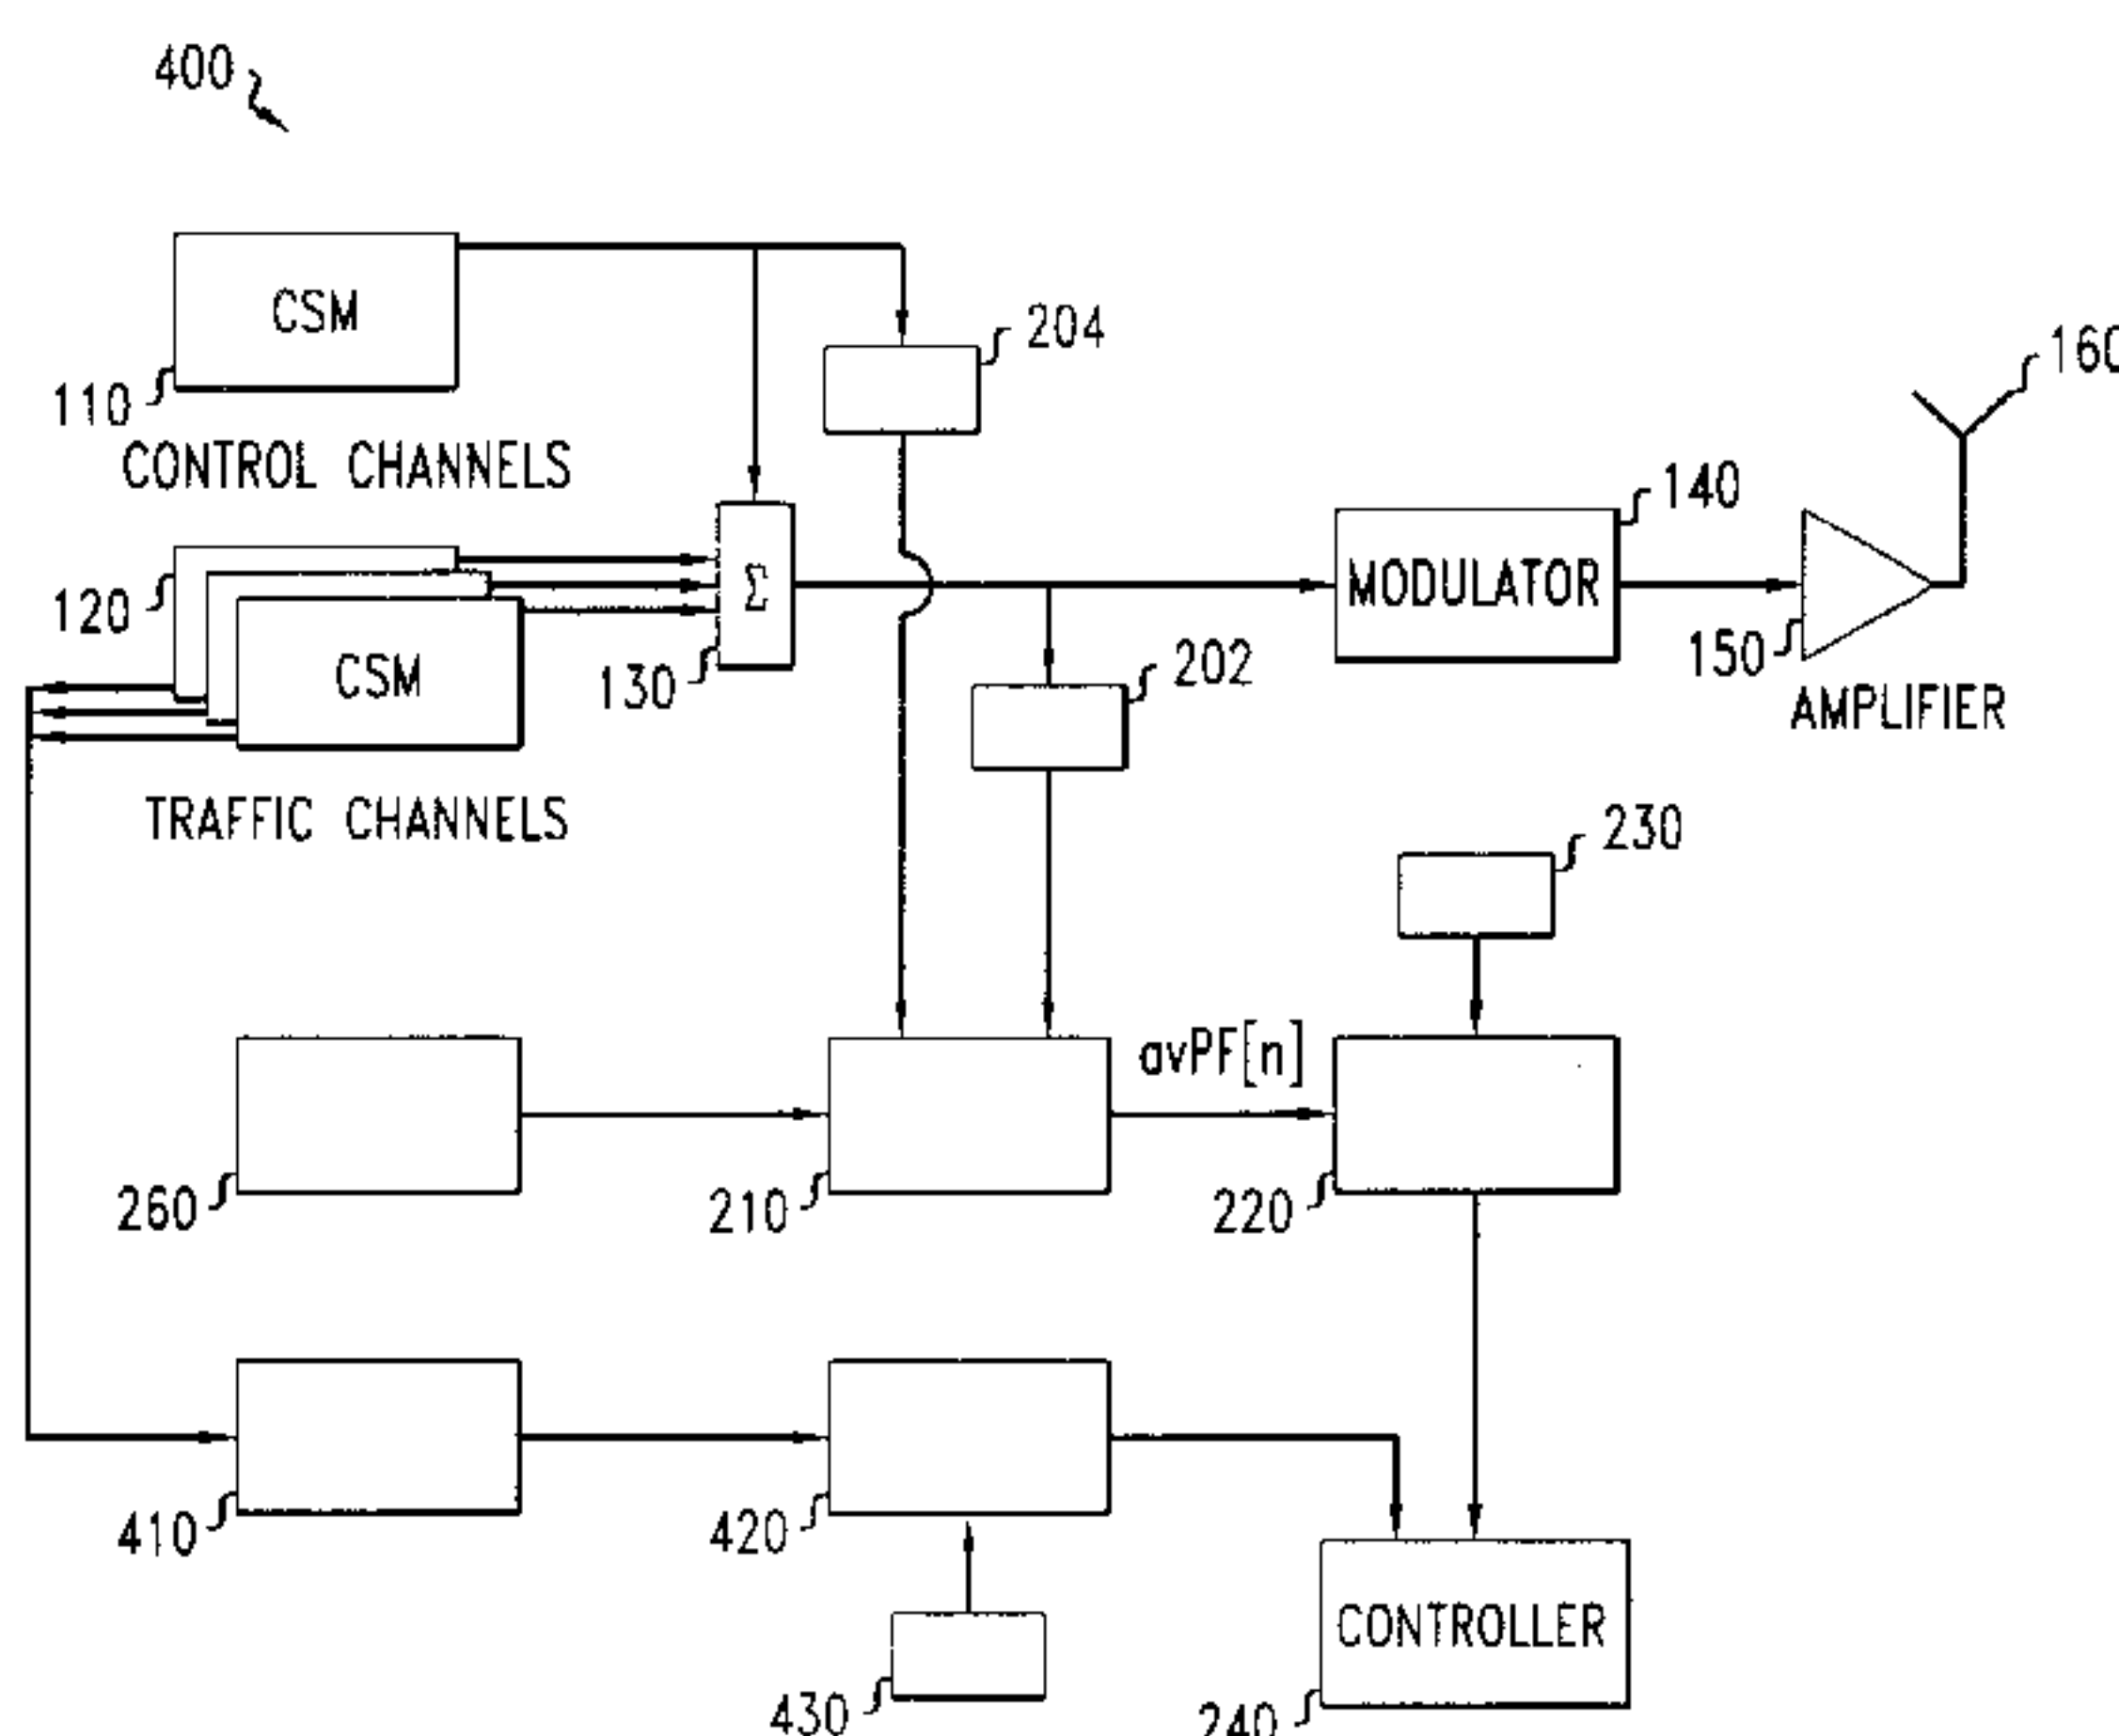 400
CSM
204
160
110
CONTROL CHANNELS
140
Σ
MODULATOR
120
CSM
130
202
150
AMPLIFIER
TRAFFIC CHANNELS
230
avPF[n]
260
210
220
410
420
CONTROLLER
430
240